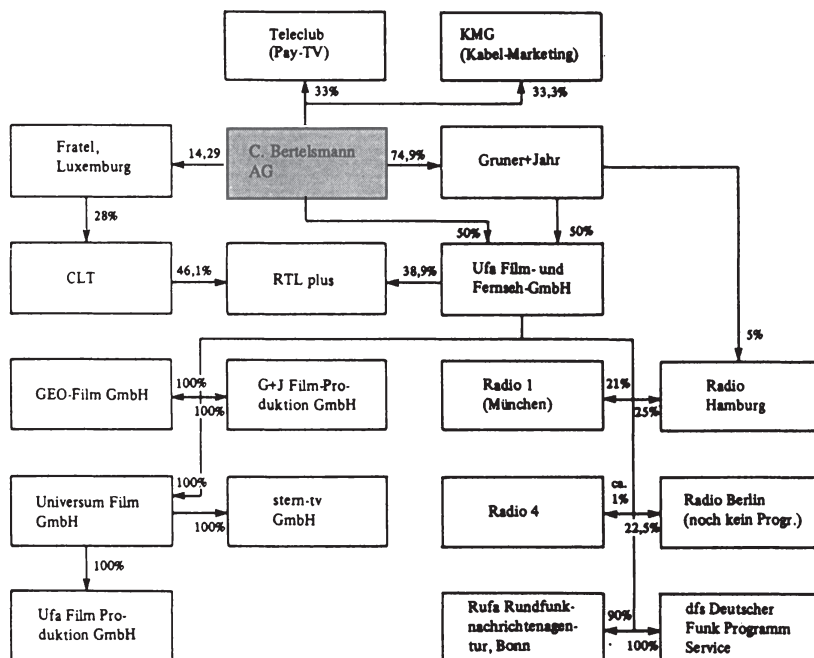 Teleclub
(Pay-TV)
KMG
(Kabel-Marketing)
33%
33,3%
Fratel,
Luxemburg
14,29
C. Bertelsmann
AG
74,9%
Gruner+Jahr
28%
50%
50%
CLT
46,1%
RTL plus
38,9%
Ufa Film- und
Fernseh-GmbH
5%
GEO-Film GmbH
100%
100%
G+J Film-Pro-
duktion GmbH
Radio 1
(München)
21%
25%
Radio
Hamburg
100%
Universum Film
GmbH
100%
stern-tv
GmbH
Radio 4
ca.
1%
22,5%
Radio Berlin
(noch kein Progr.)
100%
Ufa Film Pro-
duktion GmbH
Rufa Rundfunk-
nachrichtenagen-
tur, Bonn
90%
100%
dfs Deutscher
Funk Programm
Service